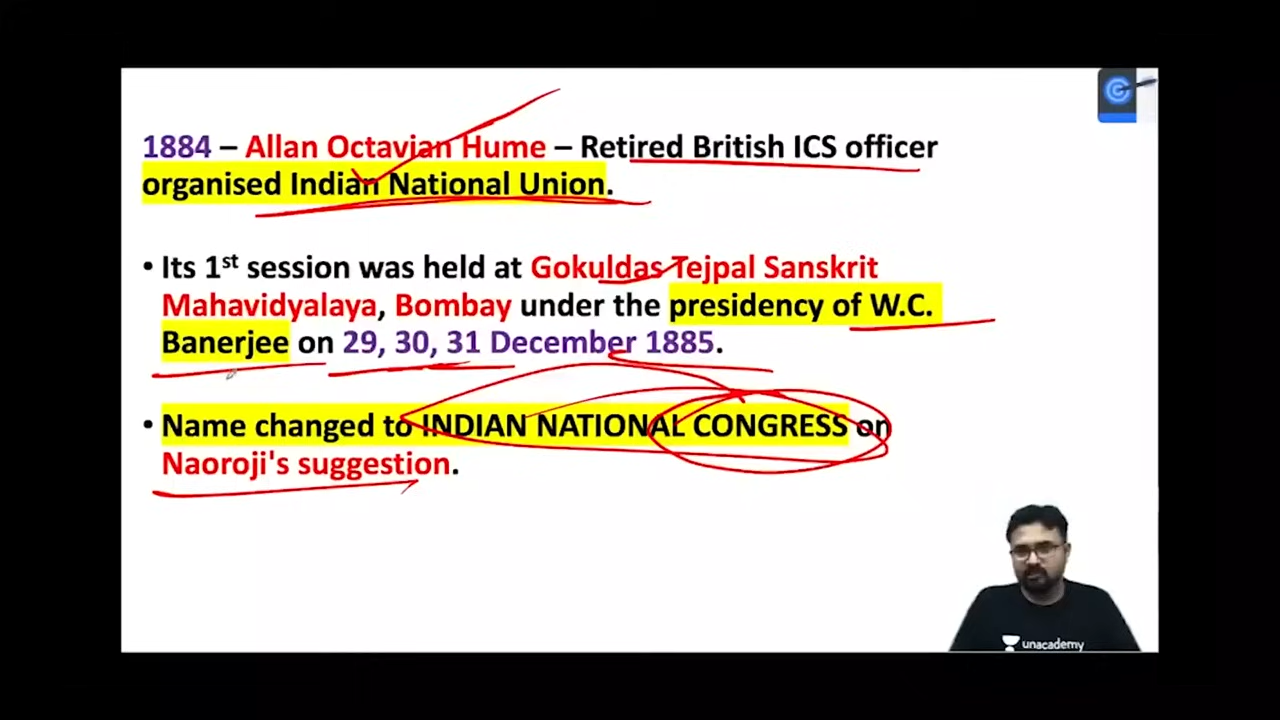 1884 – Allan Octavian Hume – Retired British ICS officer
organised Indian National Union.
• Its 1st session was held at Gokuldas Tejpal Sanskrit
Mahavidyalaya, Bombay under the presidency of W.C.
Banerjee on 29, 30, 31 December 1885.
• Name changed to INDIAN NATIONAL CONGRESS on
Naoroji's suggestion.
unacademy